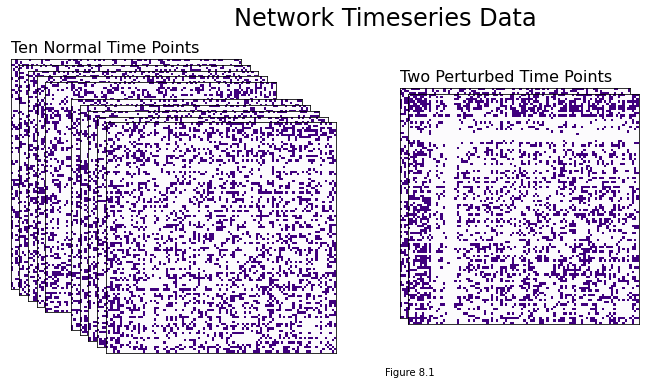 Network Timeseries Data
Ten Normal Time Points
Two Perturbed Time Points
Figure 8.1